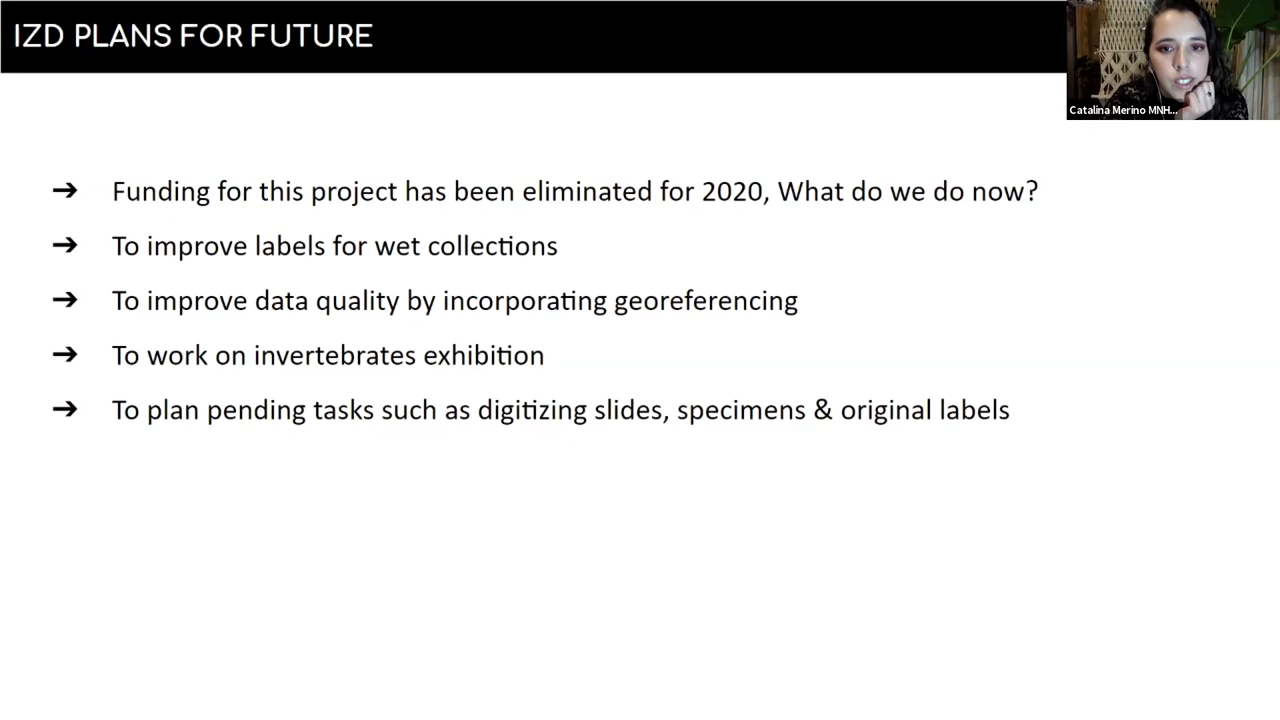 IZD PLANS FOR FUTURE
Catalina Merino MNH...
➔ Funding for this project has been eliminated for 2020, What do we do now?
➔ To improve labels for wet collections
➔ To improve data quality by incorporating georeferencing
➔ To work on invertebrates exhibition
➔ To plan pending tasks such as digitizing slides, specimens & original labels